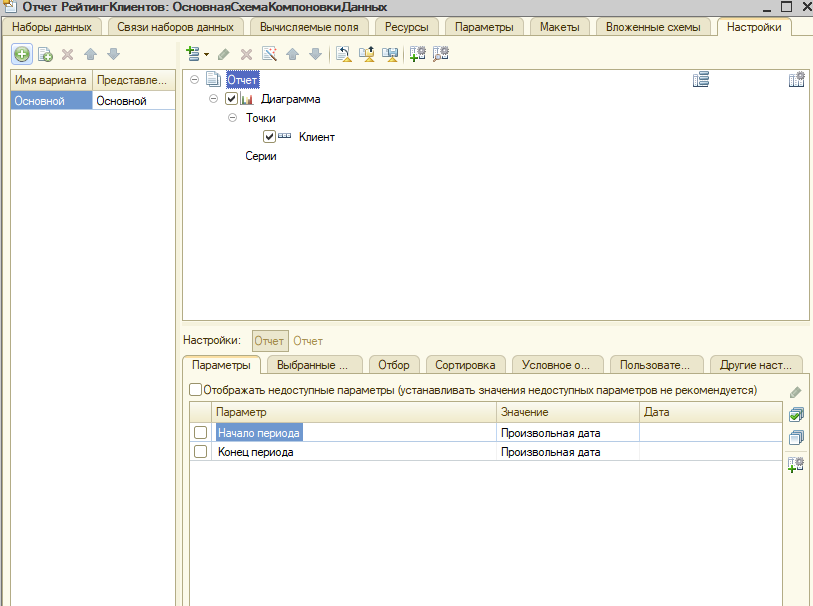 Отчет РейтингКлиентов: ОсновнаяСхемаКомпоновкиДанных
Наборы данных Связи наборов данных Вычисляемые поля Ресурсы Параметры Макеты Вложенные схемы Настройки
Имя варианта Представле...
Основной Основной
Отчет
Диаграмма
Точки
Клиент
Серии
Настройки: Отчет Отчет
Параметры Выбранные ... Отбор Сортировка Условное о... Пользовате... Другие наст...
Отображать недоступные параметры (устанавливать значения недоступных параметров не рекомендуется)
Параметр Значение Дата
Начало периода Произвольная дата
Конец периода Произвольная дата